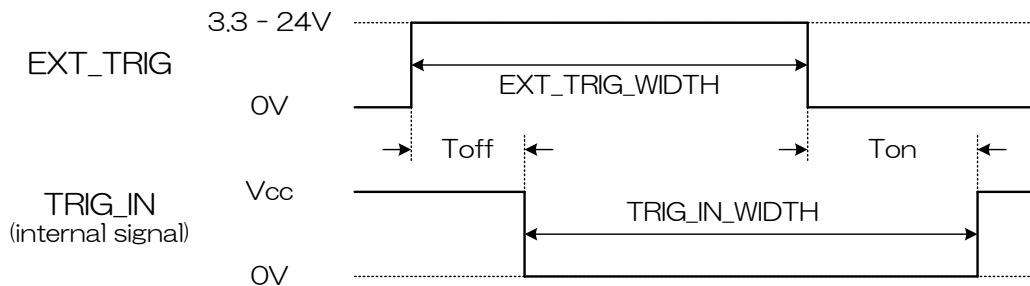 3.3 - 24V
EXT_TRIG
EXT_TRIG_WIDTH
0V
Toff
Ton
Vcc
TRIG_IN
(internal signal)
TRIG_IN_WIDTH
0V